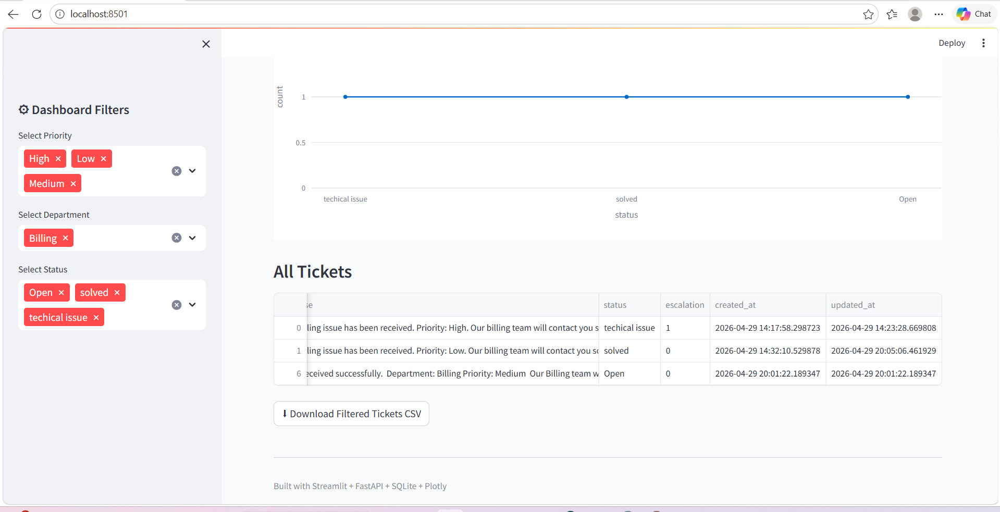 localhost:8501
Chat
Deploy
Dashboard Filters
Select Priority
High
Low
Medium
Select Department
Billing
Select Status
Open
solved
techical issue
count
1
0.5
0
techical issue
solved
Open
status
All Tickets
se status escalation created_at updated_at
0 ling issue has been received. Priority: High. Our billing team will contact you s techical issue 1 2026-04-29 14:17:58.298723 2026-04-29 14:23:28.669808
1 ling issue has been received. Priority: Low. Our billing team will contact you so solved 0 2026-04-29 14:32:10.529878 2026-04-29 20:05:06.461929
6 eceived successfully. Department: Billing Priority: Medium Our Billing team w Open 0 2026-04-29 20:01:22.189347 2026-04-29 20:01:22.189347
Download Filtered Tickets CSV
Built with Streamlit + FastAPI + SQLite + Plotly